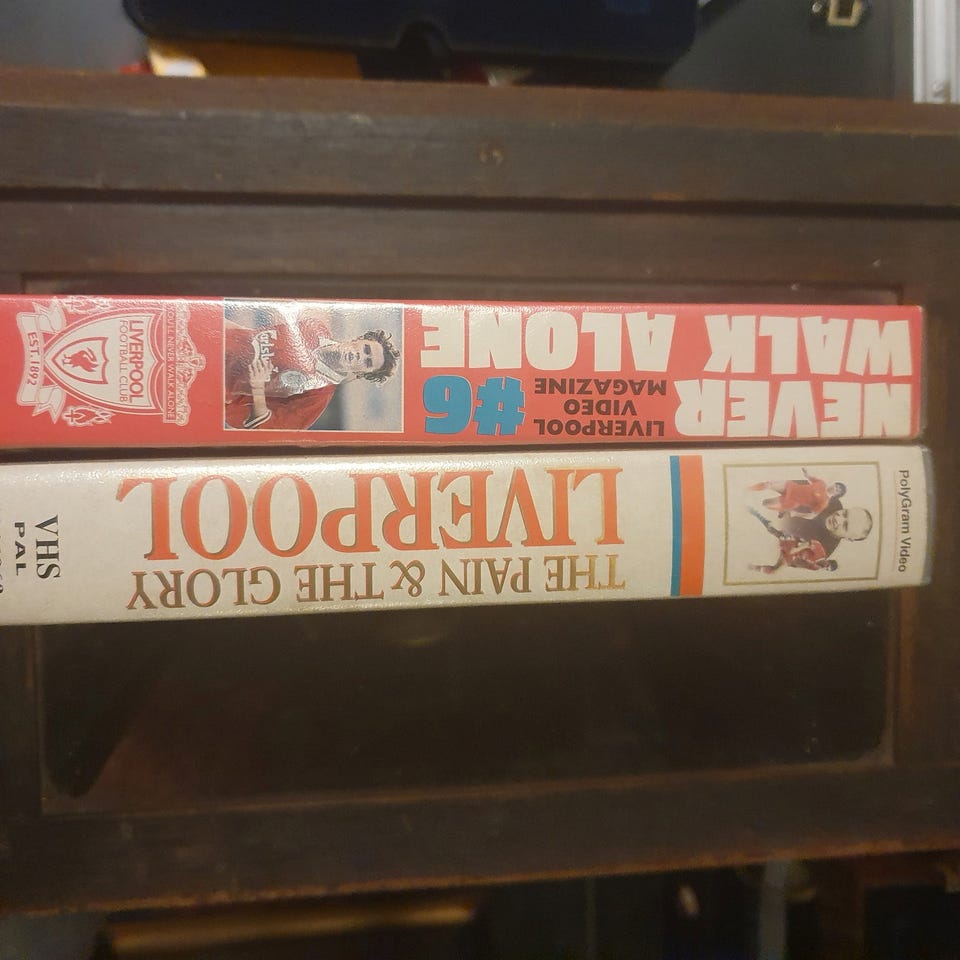 NEVER
WALK ALONE
LIVERPOOL
VIDEO
MAGAZINE
#6
YOU'LL NEVER WALK ALONE
LIVERPOOL
FOOTBALL CLUB
EST. 1892
PolyGram Video
THE PAIN & THE GLORY
LIVERPOOL
VHS
PAL